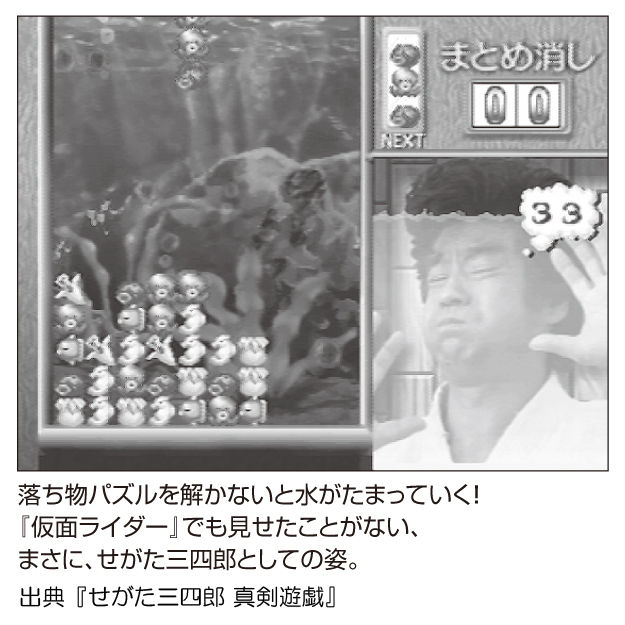 まとめ消し
00
NEXT
33
落ち物パズルを解かないと水がたまっていく!
『仮面ライダー』でも見せたことがない、
まさに、せがた三四郎としての姿。
出典『せがた三四郎 真剣遊戯』